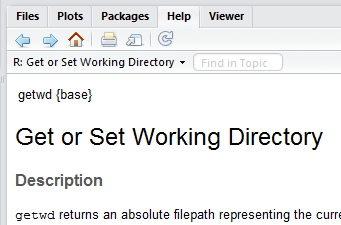 Files Plots Packages Help Viewer
R: Get or Set Working Directory Find in Topic
getwd {base}
Get or Set Working Directory
Description
getwd returns an absolute filepath representing the